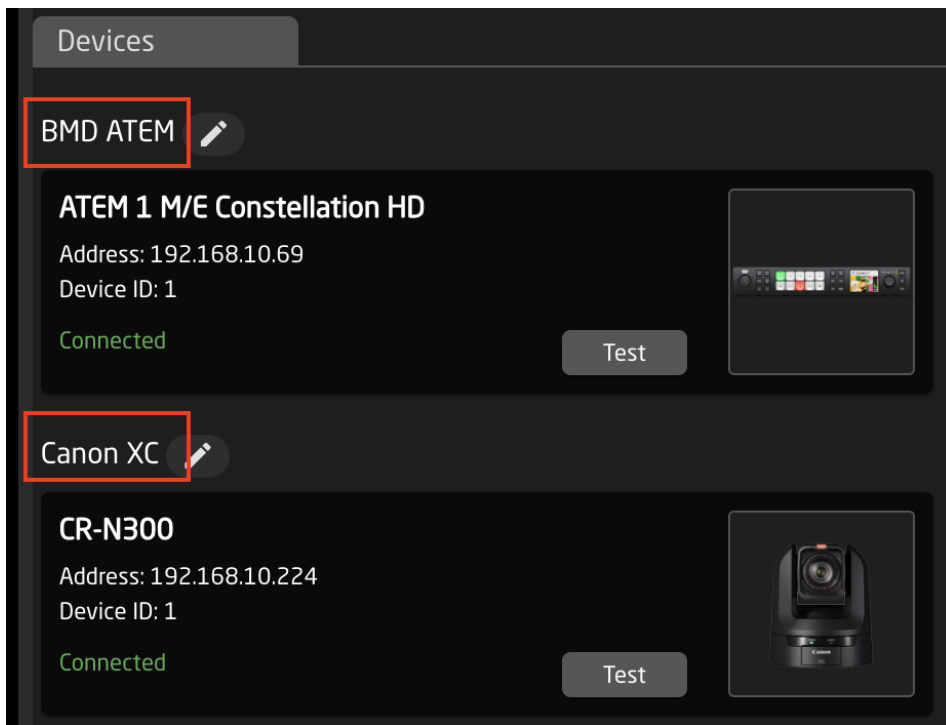 Devices
BMD ATEM
ATEM 1 M/E Constellation HD
Address: 192.168.10.69
Device ID: 1
Connected
Test
Canon XC
CR-N300
Address: 192.168.10.224
Device ID: 1
Connected
Test
Canon